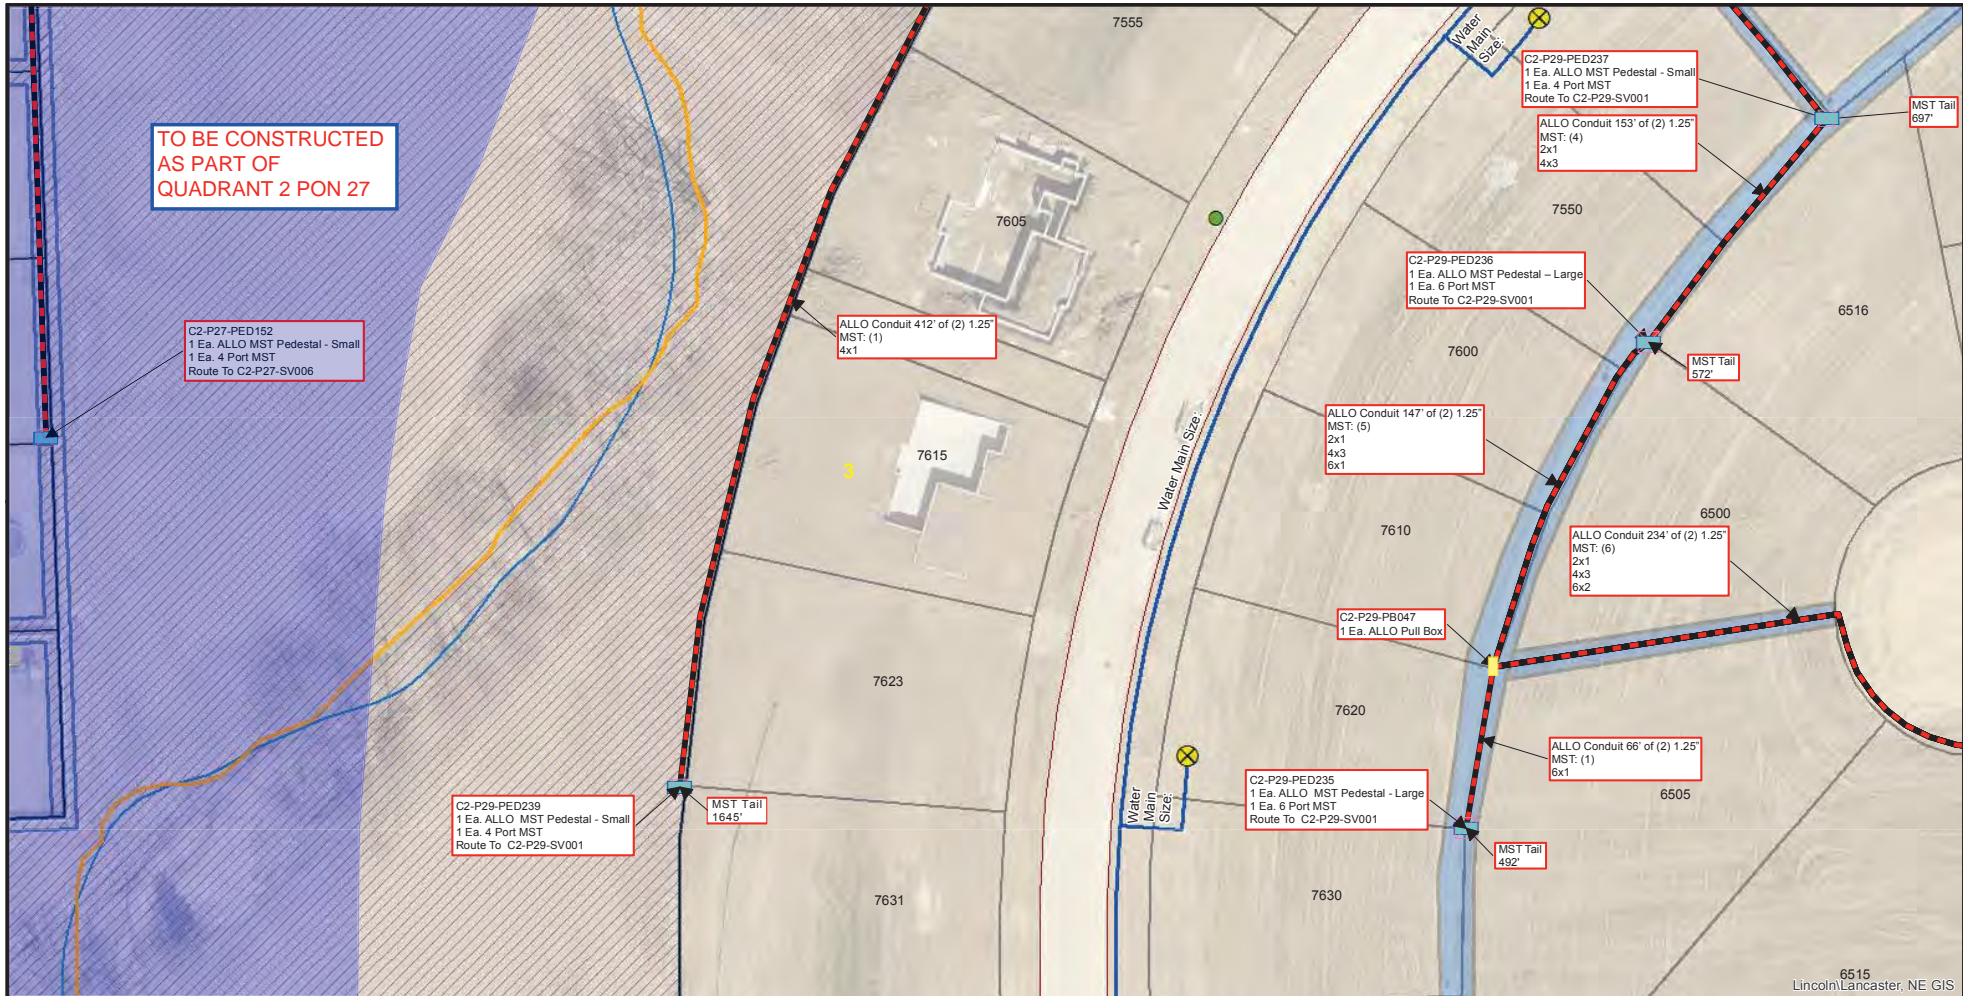 7555
Water
Main
Size:
C2-P29-PED237
1 Ea. ALLO MST Pedestal - Small
1 Ea. 4 Port MST
Route To C2-P29-SV001
MST Tail
697'
ALLO Conduit 153' of (2) 1.25"
MST: (4)
2x1
4x3
TO BE CONSTRUCTED
AS PART OF
QUADRANT 2 PON 27
7605
7550
C2-P29-PED236
1 Ea. ALLO MST Pedestal – Large
1 Ea. 6 Port MST
Route To C2-P29-SV001
6516
C2-P27-PED152
1 Ea. ALLO MST Pedestal - Small
1 Ea. 4 Port MST
Route To C2-P27-SV006
ALLO Conduit 412' of (2) 1.25"
MST: (1)
4x1
7600
MST Tail
572'
ALLO Conduit 147' of (2) 1.25"
MST: (5)
2x1
4x3
6x1
Water Main Size:
7615
3
7610
6500
ALLO Conduit 234' of (2) 1.25"
MST: (6)
2x1
4x3
6x2
C2-P29-PB047
1 Ea. ALLO Pull Box
7623
7620
ALLO Conduit 66' of (2) 1.25"
MST: (1)
6x1
C2-P29-PED235
1 Ea. ALLO MST Pedestal - Large
1 Ea. 6 Port MST
Route To C2-P29-SV001
6505
Water
Main
Size:
C2-P29-PED239
1 Ea. ALLO MST Pedestal - Small
1 Ea. 4 Port MST
Route To C2-P29-SV001
MST Tail
1645'
MST Tail
492'
7631
7630
6515
Lincoln\Lancaster, NE GIS